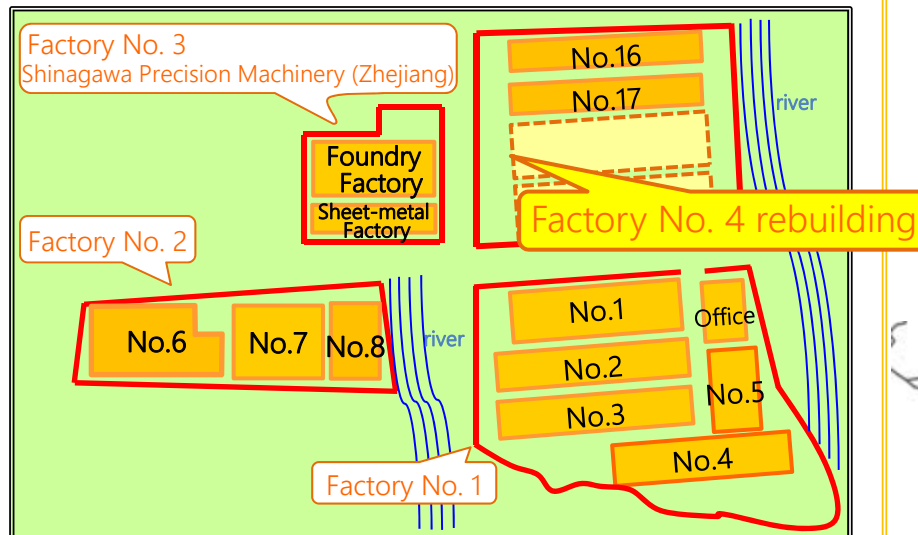 Factory No. 3
Shinagawa Precision Machinery (Zhejiang)
No.16
No.17
river
Foundry
Factory
Sheet-metal
Factory
Factory No. 4 rebuilding
Factory No. 2
No.6
No.7
No.8
river
No.1
Office
No.2
No.5
No.3
No.4
Factory No. 1